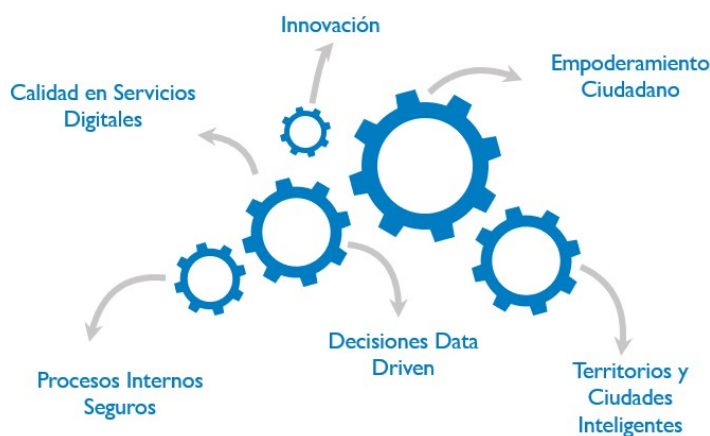 Innovación
Empoderamiento
Ciudadano
Calidad en Servicios
Digitales
Decisiones Data
Driven
Procesos Internos
Seguros
Territorios y
Ciudades
Inteligentes